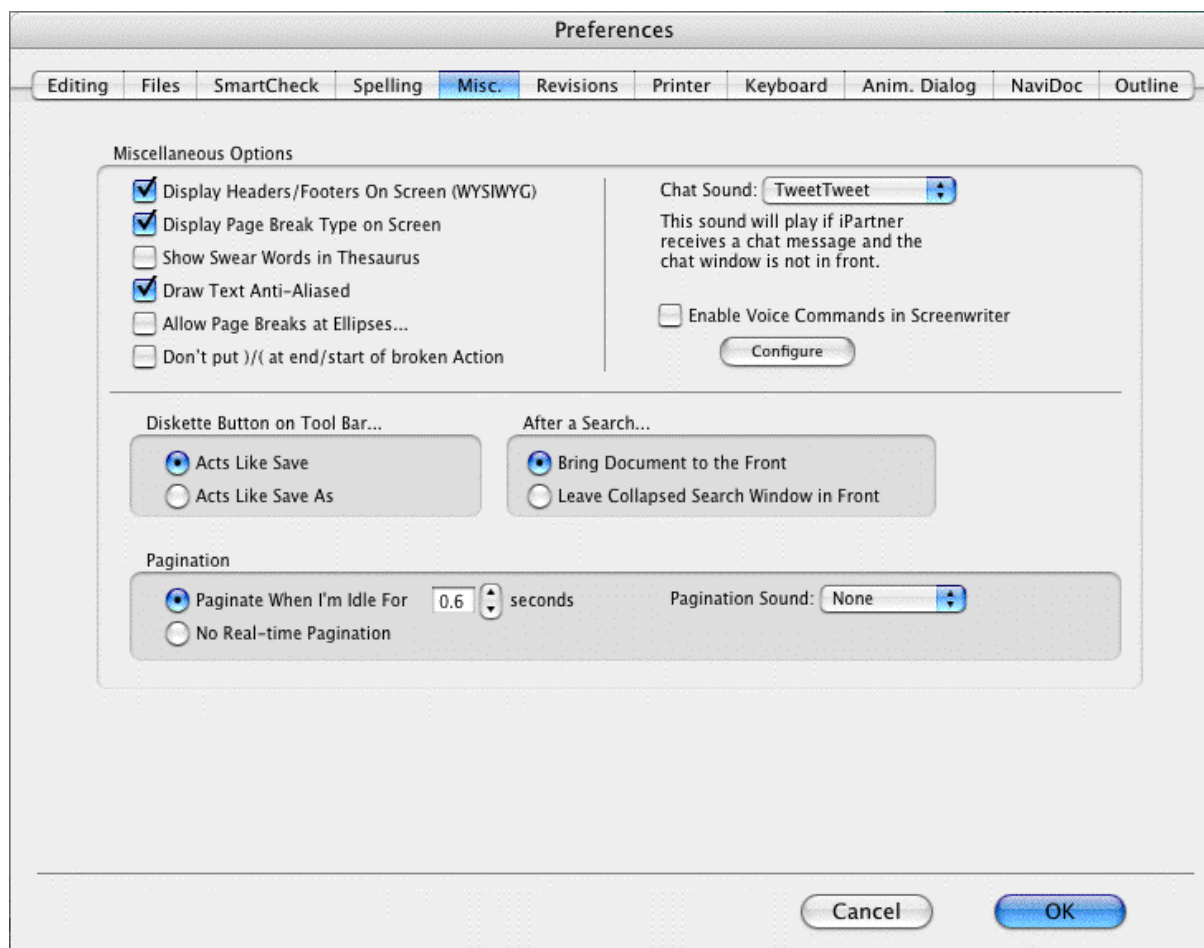 Preferences
Editing Files SmartCheck Spelling Misc. Revisions Printer Keyboard Anim. Dialog NaviDoc Outline
Miscellaneous Options
Display Headers/Footers On Screen (WYSIWYG)
Display Page Break Type on Screen
Show Swear Words in Thesaurus
Draw Text Anti-Aliased
Allow Page Breaks at Ellipses...
Don't put )/( at end/start of broken Action
Chat Sound: TweetTweet
This sound will play if iPartner
receives a chat message and the
chat window is not in front.
Enable Voice Commands in Screenwriter
Configure
Diskette Button on Tool Bar...
Acts Like Save
Acts Like Save As
After a Search...
Bring Document to the Front
Leave Collapsed Search Window in Front
Pagination
Paginate When I'm Idle For 0.6 seconds
No Real-time Pagination
Pagination Sound: None
Cancel OK